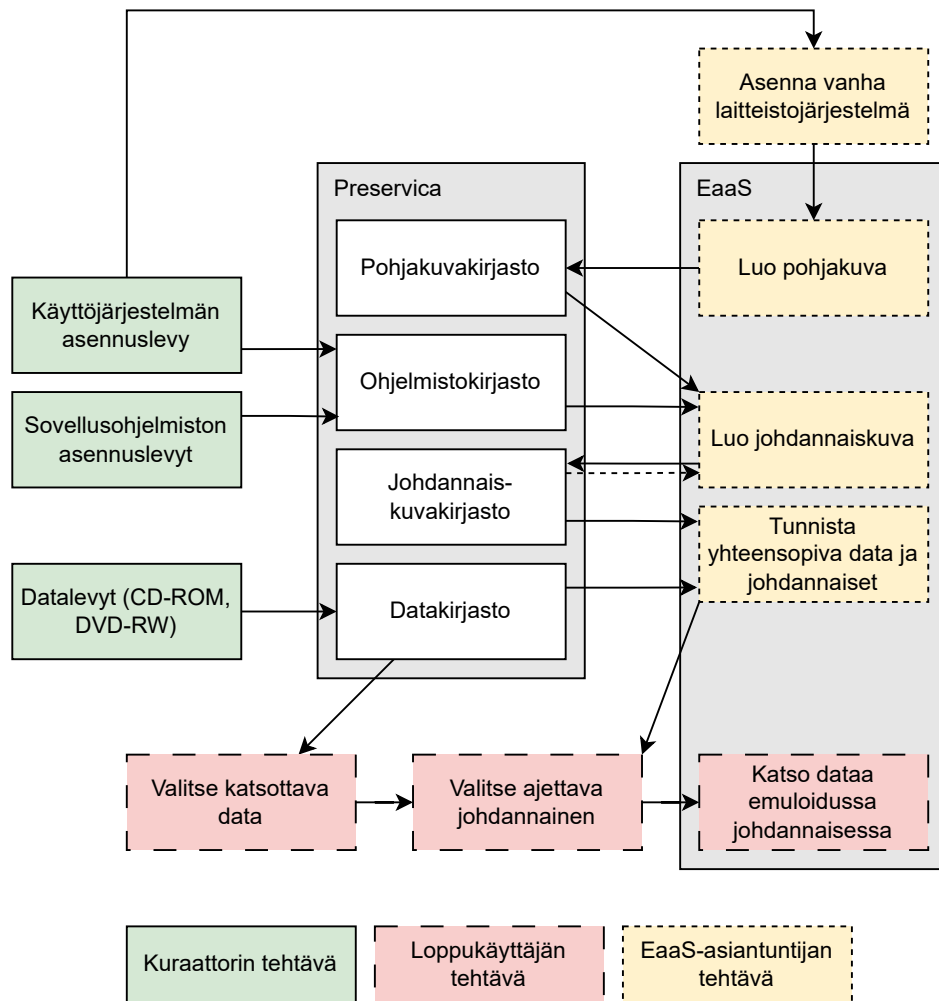 Asenna vanha
laitteistojärjestelmä
Preservica
EaaS
Pohjakuvakirjasto
Luo pohjakuva
Käyttöjärjestelmän
asennuslevy
Ohjelmistokirjasto
Sovellusohjelmiston
asennuslevyt
Luo johdannaiskuva
Johdannais-
kuvakirjasto
Tunnista
yhteensopiva data ja
johdannaiset
Datalevyt (CD-ROM,
DVD-RW)
Datakirjasto
Valitse katsottava
data
Valitse ajettava
johdannainen
Katso dataa
emuloidussa
johdannaisessa
Kuraattorin tehtävä
Loppukäyttäjän
tehtävä
EaaS-asiantuntijan
tehtävä